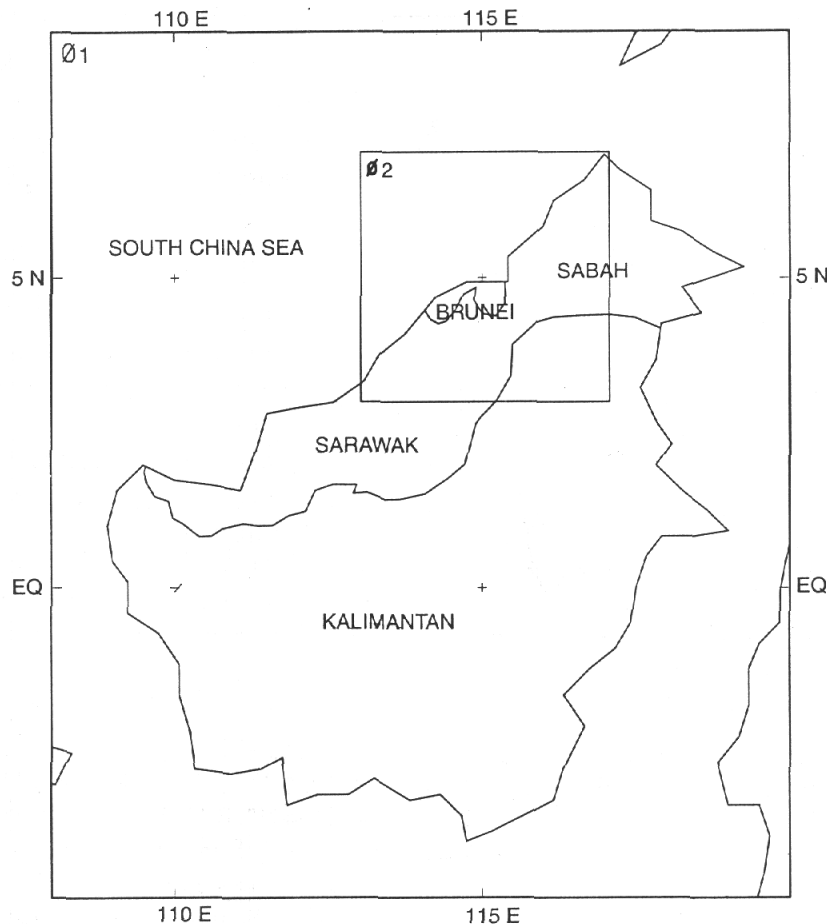 110 E 115 E
Ø1
Ø2
SOUTH CHINA SEA
SABAH
5 N 5 N
BRUNEI
SARAWAK
EQ EQ
KALIMANTAN
110 E 115 E